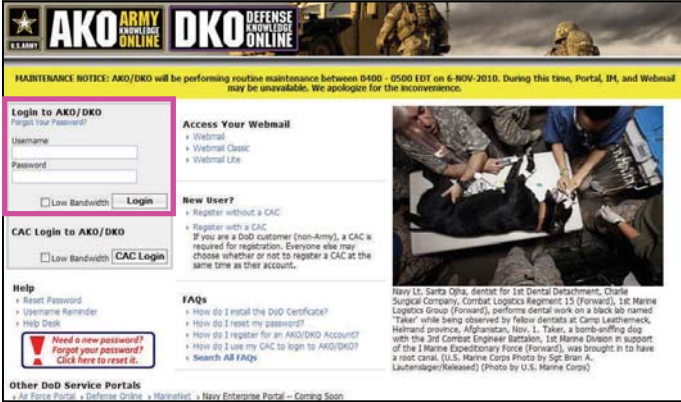 U.S.ARMY
AKO ARMY KNOWLEDGE ONLINE DKO DEFENSE KNOWLEDGE ONLINE
MAINTENANCE NOTICE: AKO/DKO will be performing routine maintenance between 0400 - 0500 EDT on 6-NOV-2010. During this time, Portal, IM, and Webmail
may be unavailable. We apologize for the inconvenience.
Login to AKO/DKO
Forgot Your Password?
Username
Password
Low Bandwidth Login
CAC Login to AKO/DKO
Low Bandwidth CAC Login
Help
Reset Password
Username Reminder
Help Desk
Need a new password?
Forgot your password?
Click here to reset it.
Access Your Webmail
Webmail
Webmail Classic
Webmail Lite
New User?
Register without a CAC
Register with a CAC
If you are a DoD customer (non-Army), a CAC is
required for registration. Everyone else may
choose whether or not to register a CAC at the
same time as their account.
FAQs
How do I install the DoD Certificate?
How do I reset my password?
How do I register for an AKO/DKO Account?
How do I use my CAC to login to AKO/DKO?
Search All FAQs
Navy Lt. Santa Ojha, dentist for 1st Dental Detachment, Charlie
Surgical Company, Combat Logistics Regiment 15 (Forward), 1st Marine
Logistics Group (Forward), performs dental work on a black lab named
'Taker' while being observed by fellow dentists at Camp Leatherneck,
Helmand province, Afghanistan, Nov. 1. Taker, a bomb-sniffing dog
with the 3rd Combat Engineer Battalion, 1st Marine Division in support
of the I Marine Expeditionary Force (Forward), was brought in to have
a root canal. (U.S. Marine Corps Photo by Sgt Brian A.
Lautenslager/Released) (Photo by U.S. Marine Corps)
Other DoD Service Portals
Air Force Portal Defense Online MarineNet Navy Enterprise Portal – Coming Soon